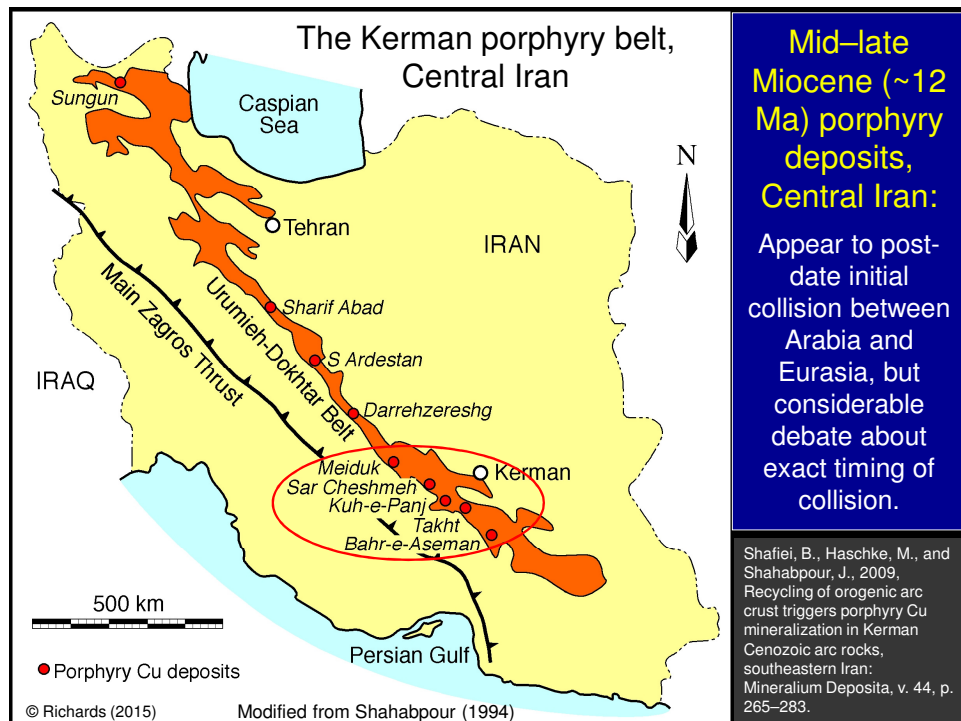 The Kerman porphyry belt,
Central Iran
Sungun
Caspian
Sea
N
Tehran
IRAN
Main Zagros Thrust
Urumieh-Dokhtar Belt
Sharif Abad
S Ardestan
IRAQ
Darrehzereshg
Meiduk
Kerman
Sar Cheshmeh
Kuh-e-Panj
Takht
Bahr-e-Aseman
500 km
Persian Gulf
Porphyry Cu deposits
© Richards (2015)
Modified from Shahabpour (1994)
Mid–late
Miocene (~12
Ma) porphyry
deposits,
Central Iran:
Appear to post-
date initial
collision between
Arabia and
Eurasia, but
considerable
debate about
exact timing of
collision.
Shafiei, B., Haschke, M., and
Shahabpour, J., 2009,
Recycling of orogenic arc
crust triggers porphyry Cu
mineralization in Kerman
Cenozoic arc rocks,
southeastern Iran:
Mineralium Deposita, v. 44, p.
265–283.